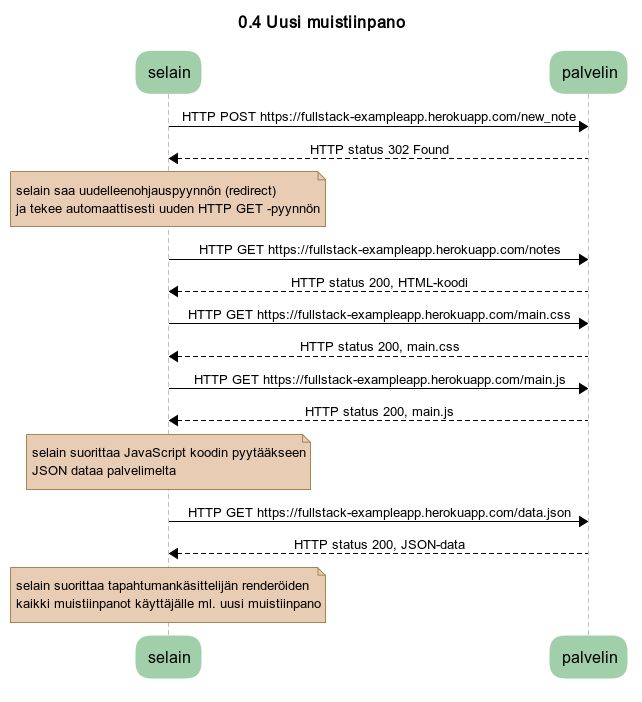 0.4 Uusi muistiinpano
selain
palvelin
HTTP POST https://fullstack-exampleapp.herokuapp.com/new_note
HTTP status 302 Found
selain saa uudelleenohjauspyynnön (redirect)
ja tekee automaattisesti uuden HTTP GET -pyynnön
HTTP GET https://fullstack-exampleapp.herokuapp.com/notes
HTTP status 200, HTML-koodi
HTTP GET https://fullstack-exampleapp.herokuapp.com/main.css
HTTP status 200, main.css
HTTP GET https://fullstack-exampleapp.herokuapp.com/main.js
HTTP status 200, main.js
selain suorittaa JavaScript koodin pyytääkseen
JSON dataa palvelimelta
HTTP GET https://fullstack-exampleapp.herokuapp.com/data.json
HTTP status 200, JSON-data
selain suorittaa tapahtumankäsittelijän renderöiden
kaikki muistiinpanot käyttäjälle ml. uusi muistiinpano
selain
palvelin